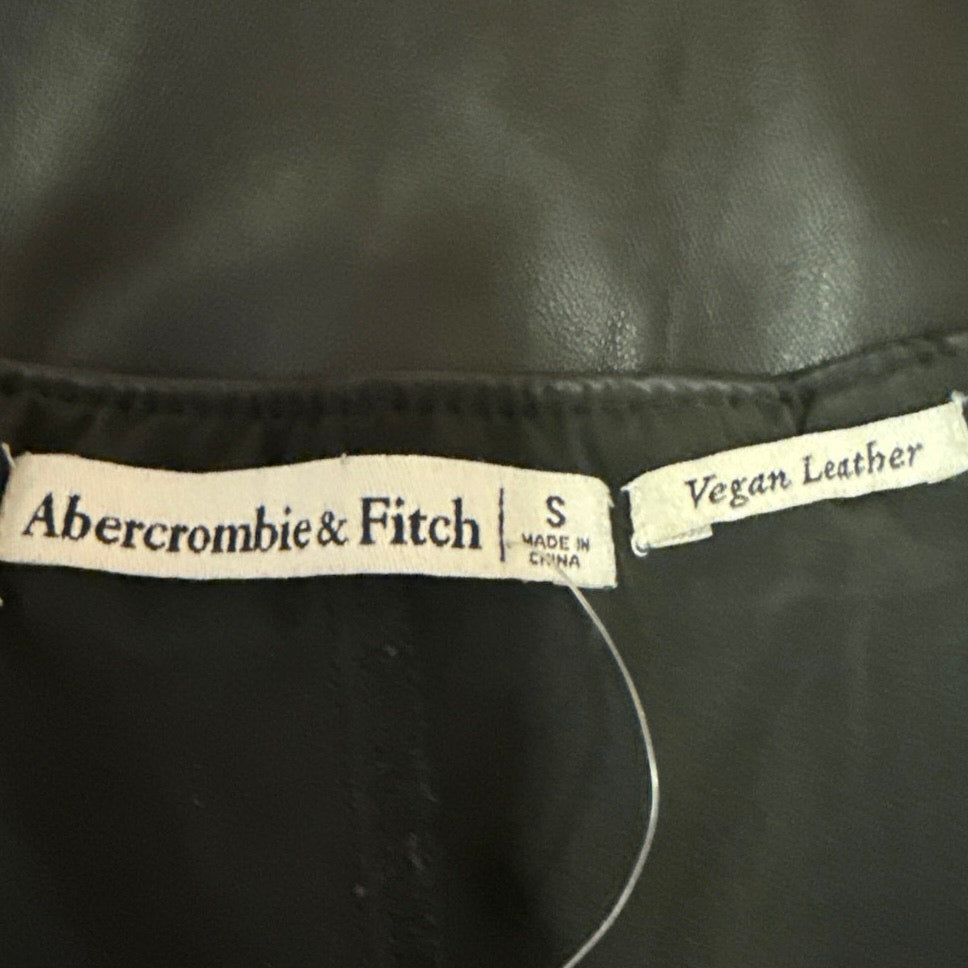 Abercrombie & Fitch
S
MADE IN
CHINA
Vegan Leather